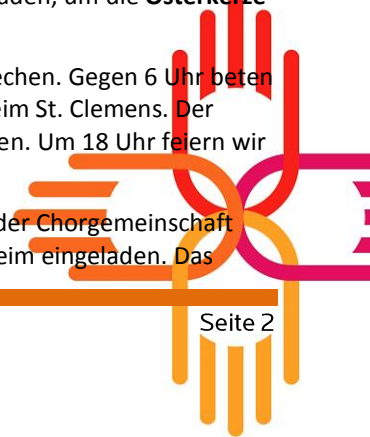 um die Osterkerze
echen. Gegen 6 Uhr beten
eim St. Clemens. Der
en. Um 18 Uhr feiern wir
der Chorgemeinschaft
eim eingeladen. Das
Seite 2